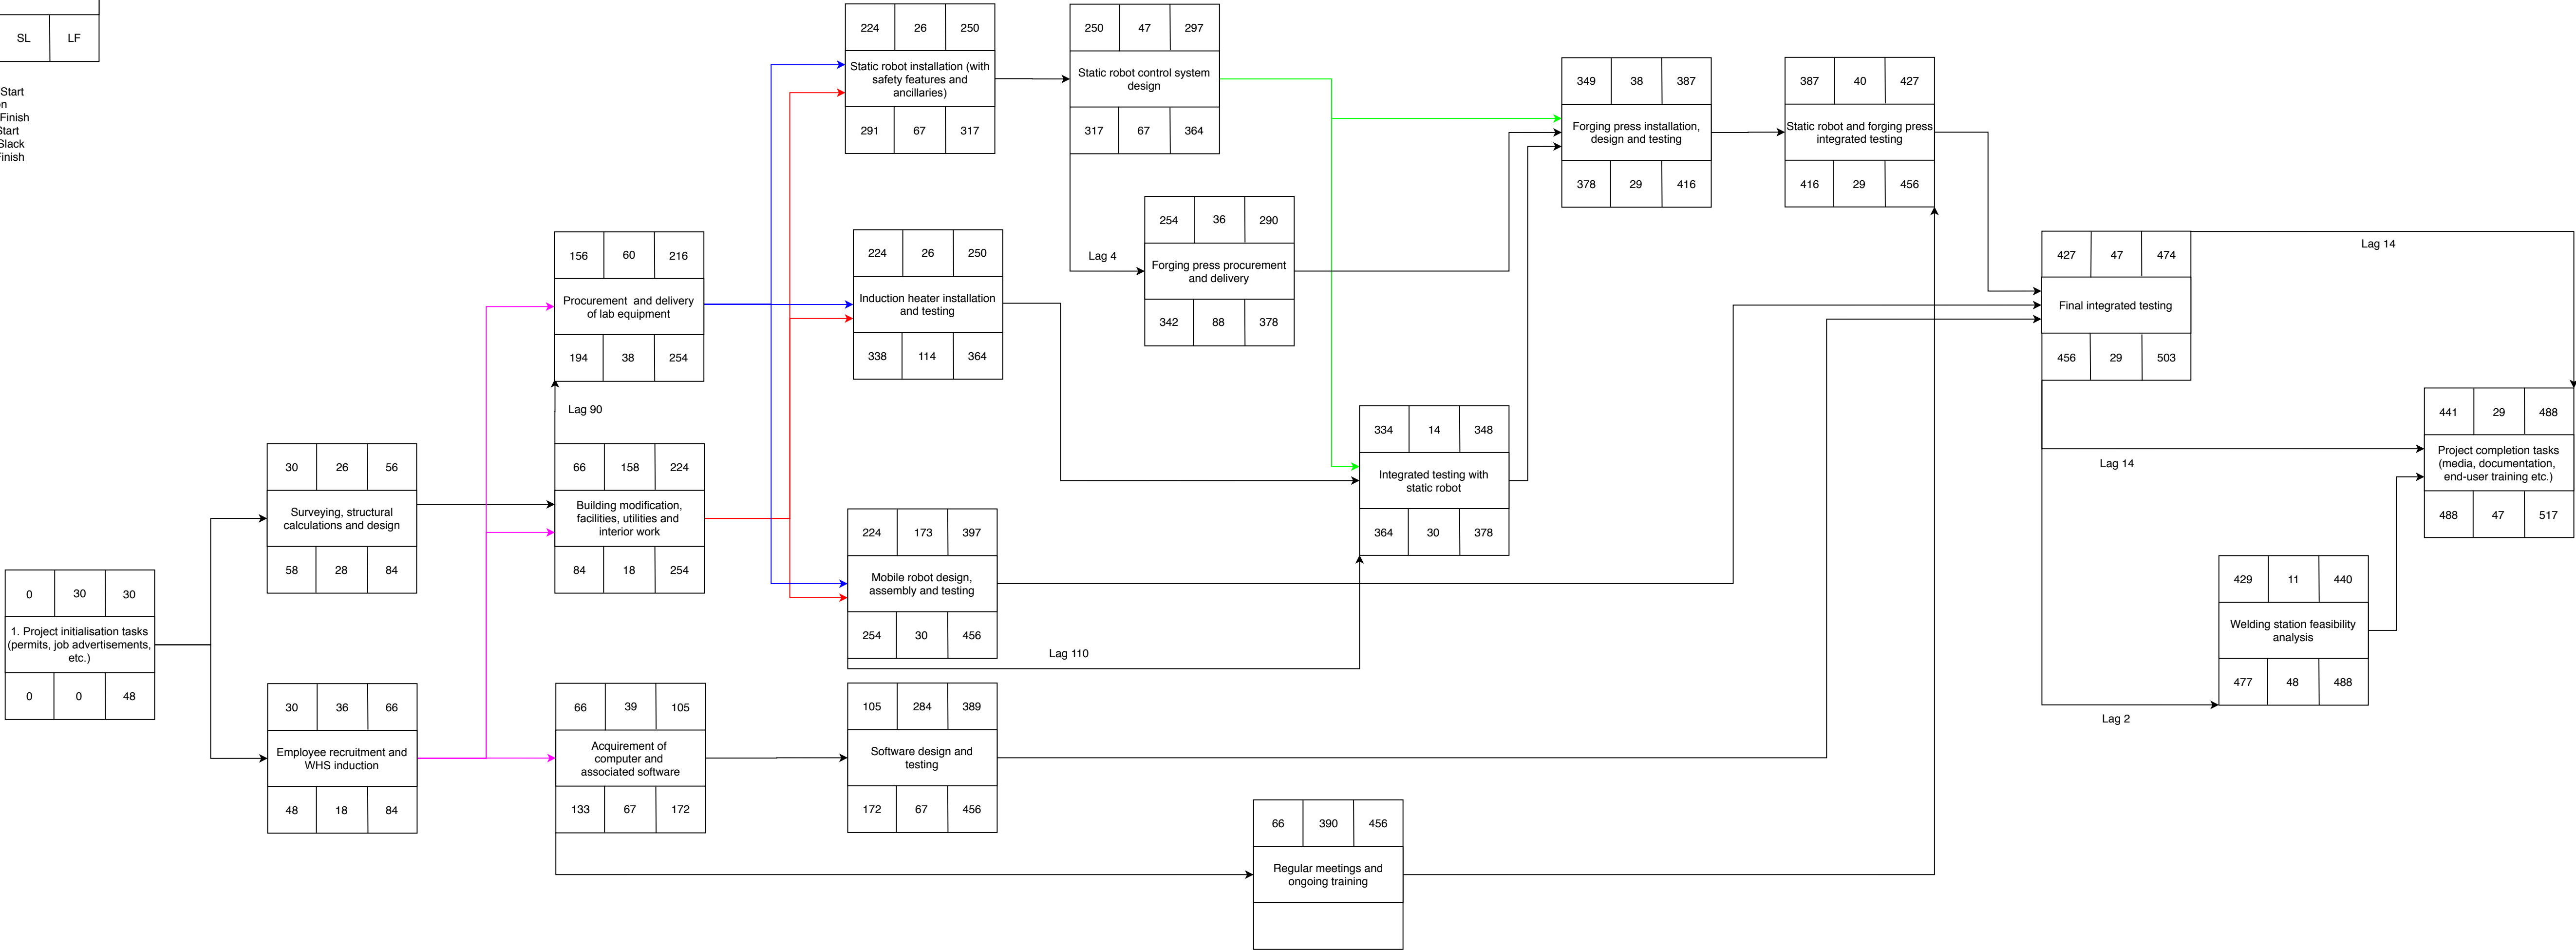 SL LF
Start
on
Finish
Start
Slack
Finish
0 30 30
1. Project initialisation tasks
(permits, job advertisements,
etc.)
0 0 48
30 26 56
Surveying, structural
calculations and design
58 28 84
30 36 66
Employee recruitment and
WHS induction
48 18 84
156 60 216
Procurement and delivery
of lab equipment
194 38 254
Lag 90
66 158 224
Building modification,
facilities, utilities and
interior work
84 18 254
66 39 105
Acquirement of
computer and
associated software
133 67 172
224 26 250
Static robot installation (with
safety features and
ancillaries)
291 67 317
224 26 250
Induction heater installation
and testing
338 114 364
224 173 397
Mobile robot design,
assembly and testing
254 30 456
Lag 110
105 284 389
Software design and
testing
172 67 456
250 47 297
Static robot control system
design
317 67 364
Lag 4
254 36 290
Forging press procurement
and delivery
342 88 378
334 14 348
Integrated testing with
static robot
364 30 378
66 390 456
Regular meetings and
ongoing training
349 38 387
Forging press installation,
design and testing
378 29 416
387 40 427
Static robot and forging press
integrated testing
416 29 456
427 47 474
Final integrated testing
456 29 503
Lag 14
Lag 14
Lag 2
429 11 440
Welding station feasibility
analysis
477 48 488
441 29 488
Project completion tasks
(media, documentation,
end-user training etc.)
488 47 517